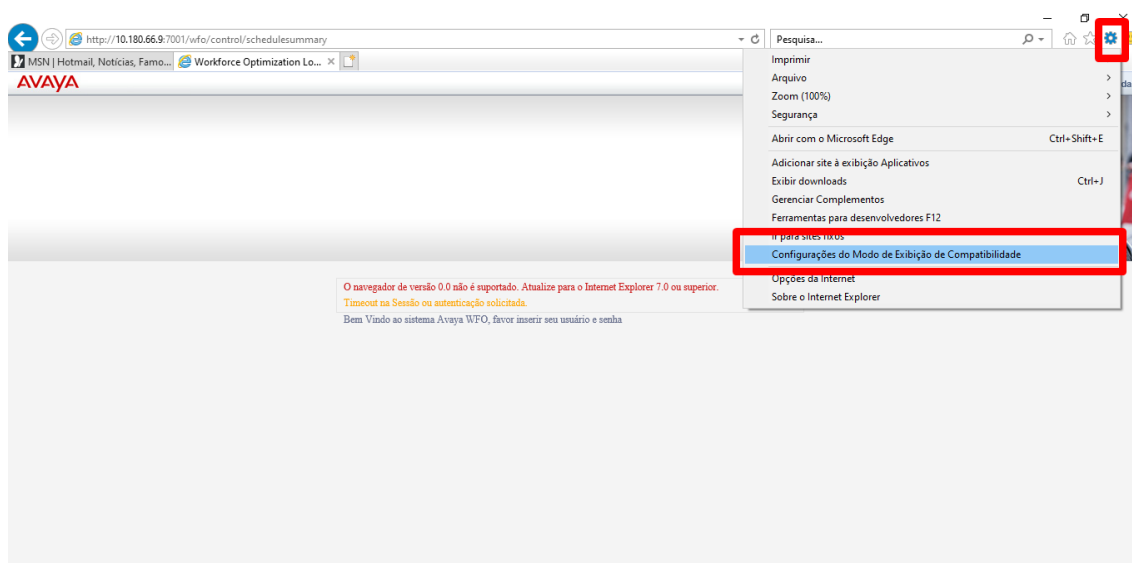 http://10.180.66.9:7001/wfo/control/schedulesummary
Pesquisa...
MSN | Hotmail, Notícias, Famo...
Workforce Optimization Lo...
AVAYA
Imprimir
Arquivo
Zoom (100%)
Segurança
Abrir com o Microsoft Edge Ctrl+Shift+E
Adicionar site à exibição Aplicativos
Exibir downloads Ctrl+J
Gerenciar Complementos
Ferramentas para desenvolvedores F12
Ir para sites fixos
Configurações do Modo de Exibição de Compatibilidade
Opções da Internet
Sobre o Internet Explorer
O navegador de versão 0.0 não é suportado. Atualize para o Internet Explorer 7.0 ou superior.
Timeout na Sessão ou autenticação solicitada.
Bem Vindo ao sistema Avaya WFO, favor inserir seu usuário e senha